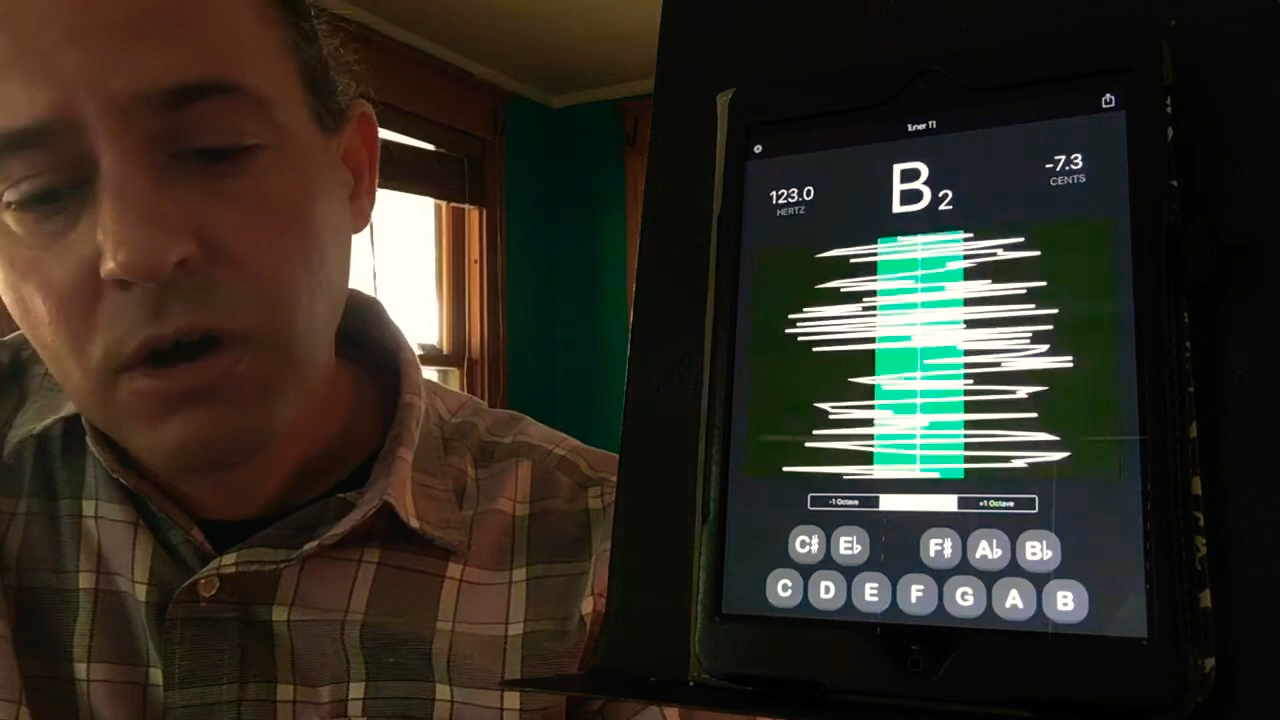 Tuner T1
123.0
HERTZ
B2
-7.3
CENTS
-1 Octave
+1 Octave
C# E♭ F# A♭ B♭
C D E F G A B